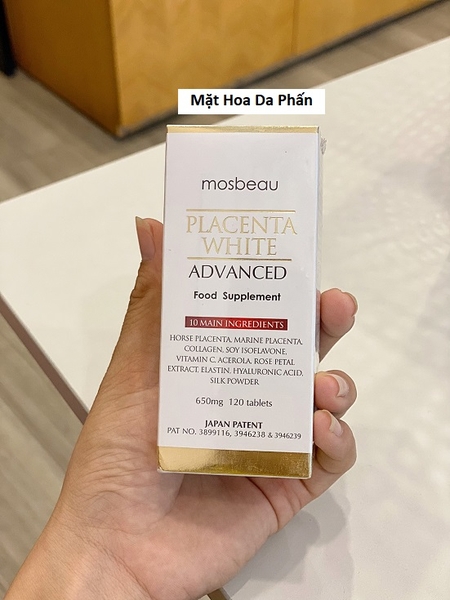 Mặt Hoa Da Phấn
mosbeau
PLACENTA
WHITE
ADVANCED
Food Supplement
10 MAIN INGREDIENTS
HORSE PLACENTA, MARINE PLACENTA,
COLLAGEN, SOY ISOFLAVONE,
VITAMIN C, ACEROLA, ROSE PETAL
EXTRACT, ELASTIN, HYALURONIC ACID,
SILK POWDER
650mg 120 tablets
JAPAN PATENT
PAT NO. 3899116, 3946238 & 3946239